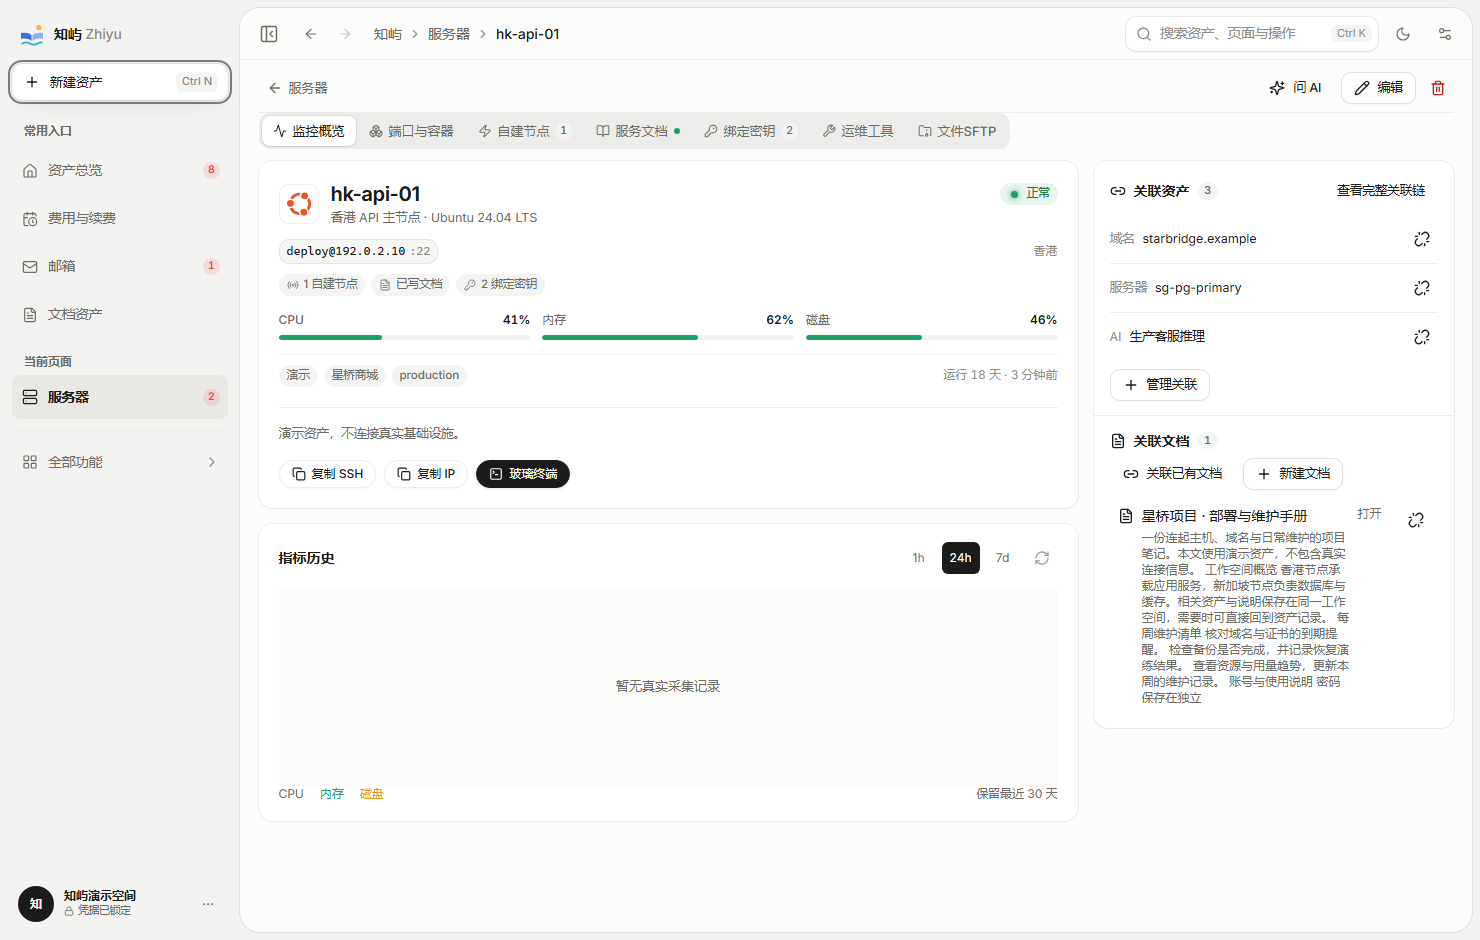 知屿 Zhiyu
新建资产 Ctrl N
常用入口
资产总览 8
费用与续费
邮箱 1
文档资产
当前页面
服务器 2
全部功能
知
知屿演示空间
凭据已锁定
知屿 服务器 hk-api-01
搜索资产、页面与操作 Ctrl K
服务器
问 AI 编辑
监控概览 端口与容器 自建节点 1 服务文档 绑定密钥 2 运维工具 文件SFTP
hk-api-01 正常
香港 API 主节点 · Ubuntu 24.04 LTS
deploy@192.0.2.10 :22 香港
1 自建节点 已写文档 2 绑定密钥
CPU 41% 内存 62% 磁盘 46%
演示 星桥商城 production 运行 18 天 · 3 分钟前
演示资产，不连接真实基础设施。
复制 SSH 复制 IP 玻璃终端
指标历史 1h 24h 7d
暂无真实采集记录
CPU 内存 磁盘 保留最近 30 天
关联资产 3 查看完整关联链
域名 starbridge.example
服务器 sg-pg-primary
AI 生产客服推理
管理关联
关联文档 1
关联已有文档 新建文档
星桥项目 · 部署与维护手册 打开
一份连起主机、域名与日常维护的项目
笔记。本文使用演示资产，不包含真实
连接信息。 工作空间概览 香港节点承
载应用服务，新加坡节点负责数据库与
缓存。相关资产与说明保存在同一工作
空间，需要时可直接回到资产记录。 每
周维护清单 核对域名与证书的到期提
醒。 检查备份是否完成，并记录恢复演
练结果。 查看资源与用量趋势，更新本
周的维护记录。 账号与使用说明 密码
保存在独立